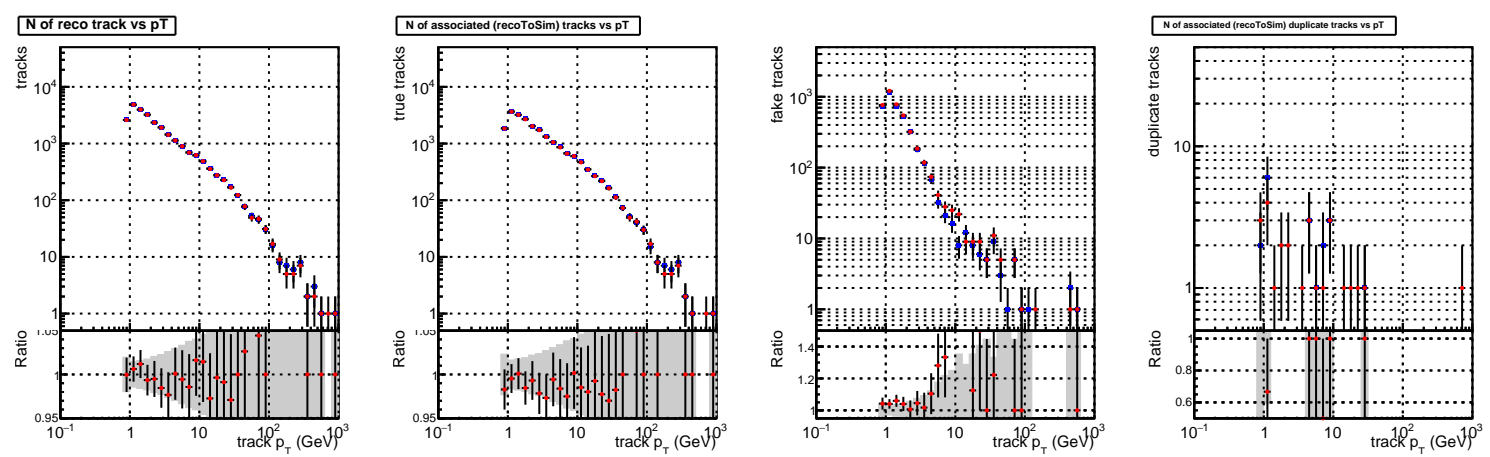 N of reco track vs pT
tracks
10^4
10^3
10^2
10
1
Ratio
1.05
1
0.95
10^−1 1 10 10^2 10^3
track p_T (GeV)
N of associated (recoToSim) tracks vs pT
true tracks
10^4
10^3
10^2
10
1
Ratio
1.05
1
0.95
10^−1 1 10 10^2 10^3
track p_T (GeV)
fake tracks
10^3
10^2
10
1
Ratio
1.4
1.2
1
10^−1 1 10 10^2 10^3
track p_T (GeV)
N of associated (recoToSim) duplicate tracks vs pT
duplicate tracks
10
1
Ratio
1
0.8
0.6
10^−1 1 10 10^2 10^3
track p_T (GeV)